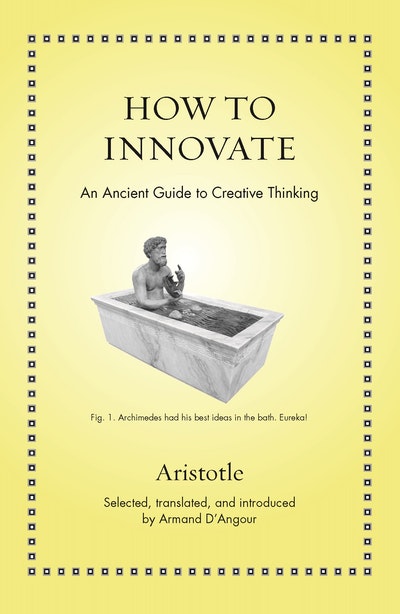 HOW TO
INNOVATE
An Ancient Guide to Creative Thinking
Fig. 1. Archimedes had his best ideas in the bath. Eureka!
Aristotle
Selected, translated, and introduced
by Armand D’Angour